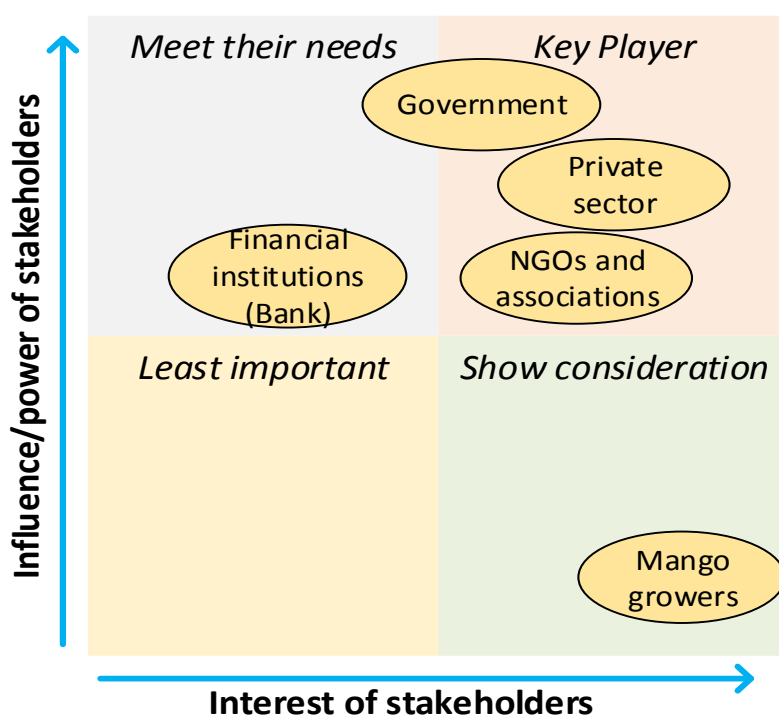 Meet their needs
Key Player
Government
Private
sector
Financial
institutions
(Bank)
NGOs and
associations
Least important
Show consideration
Mango
growers
Influence/power of stakeholders
Interest of stakeholders